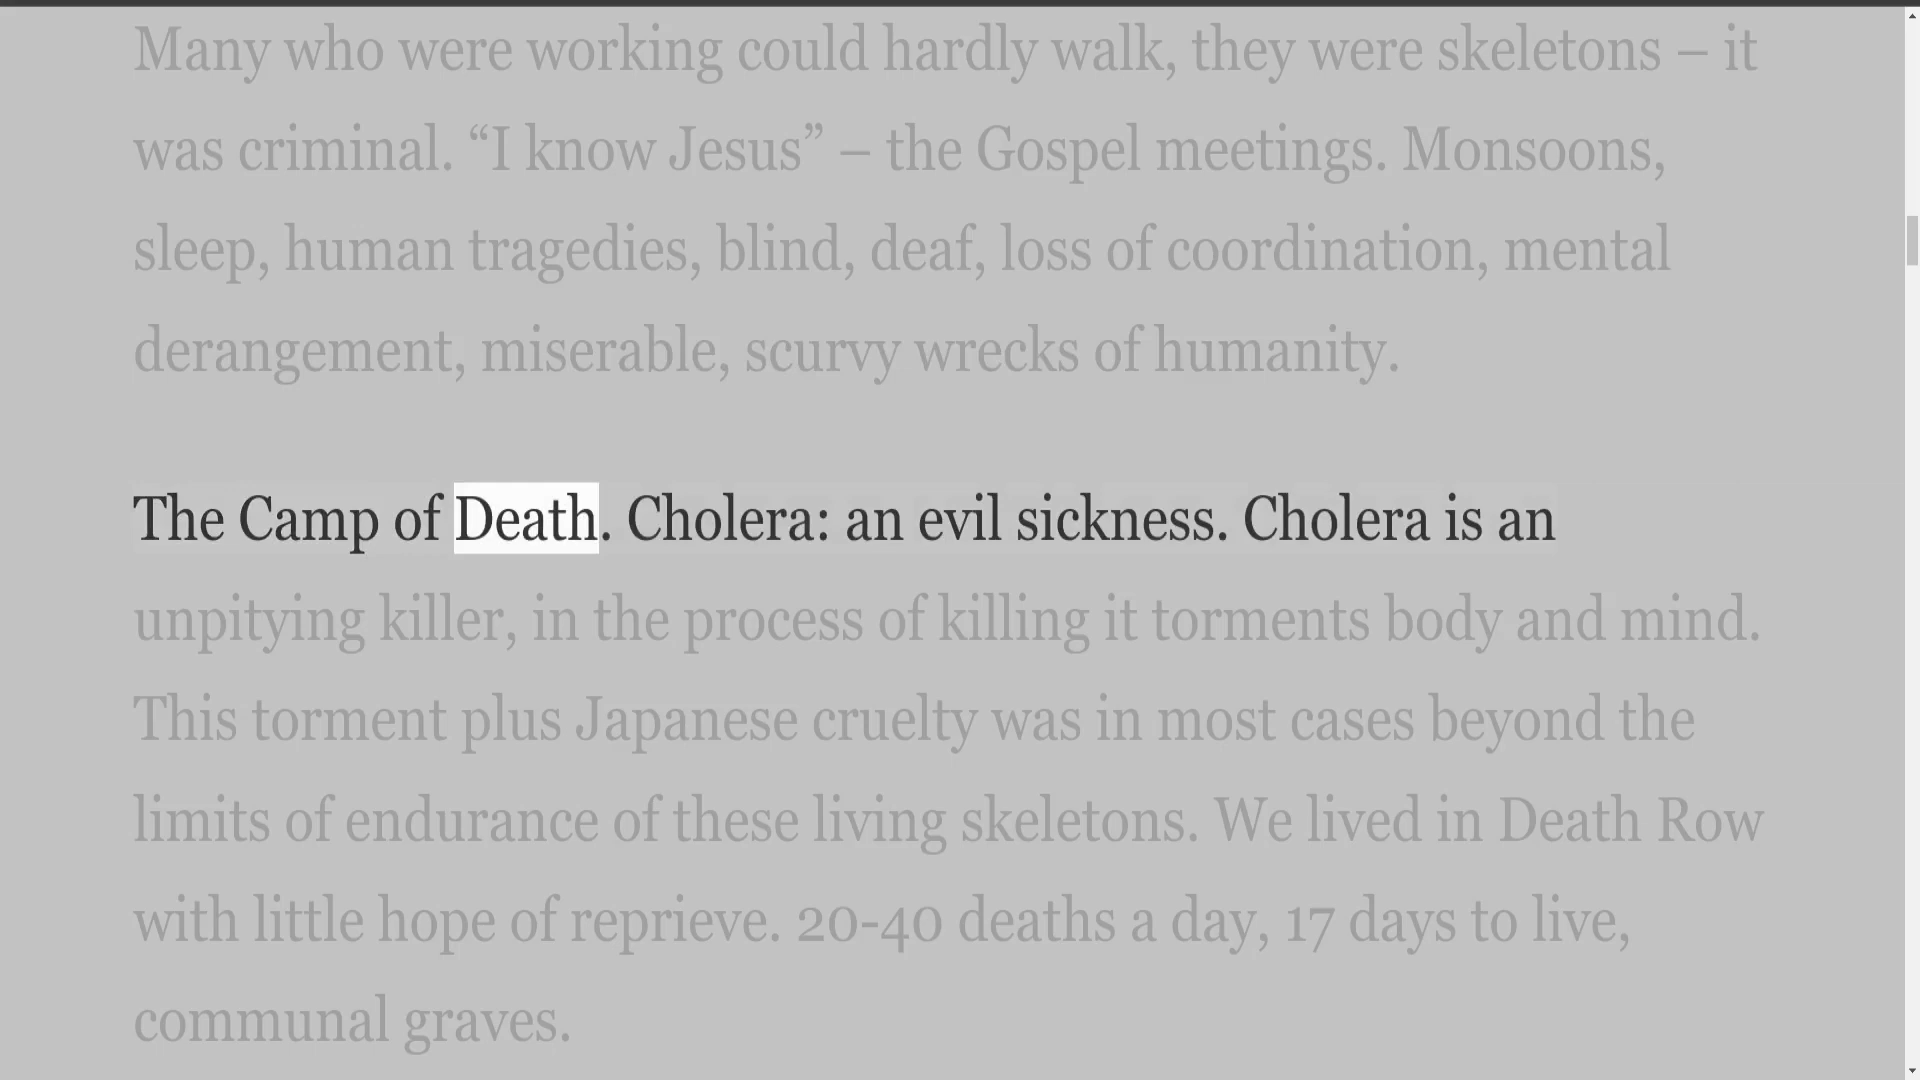 Many who were working could hardly walk, they were skeletons – it
was criminal. “I know Jesus” – the Gospel meetings. Monsoons,
sleep, human tragedies, blind, deaf, loss of coordination, mental
derangement, miserable, scurvy wrecks of humanity.
The Camp of Death. Cholera: an evil sickness. Cholera is an
unpitying killer, in the process of killing it torments body and mind.
This torment plus Japanese cruelty was in most cases beyond the
limits of endurance of these living skeletons. We lived in Death Row
with little hope of reprieve. 20-40 deaths a day, 17 days to live,
communal graves.